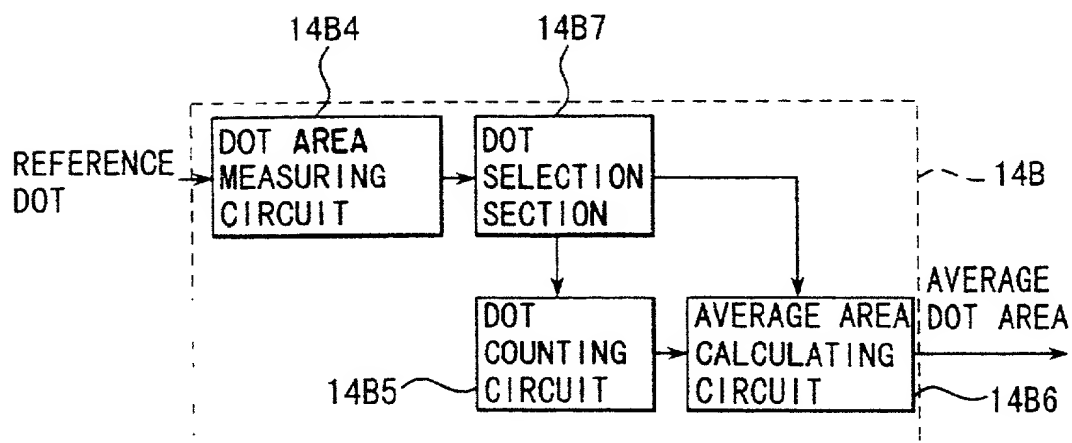 14B4
14B7
REFERENCE
DOT
DOT AREA
MEASURING
CIRCUIT
DOT
SELECTION
SECTION
14B
DOT
COUNTING
CIRCUIT
14B5
AVERAGE AREA
CALCULATING
CIRCUIT
14B6
AVERAGE
DOT AREA